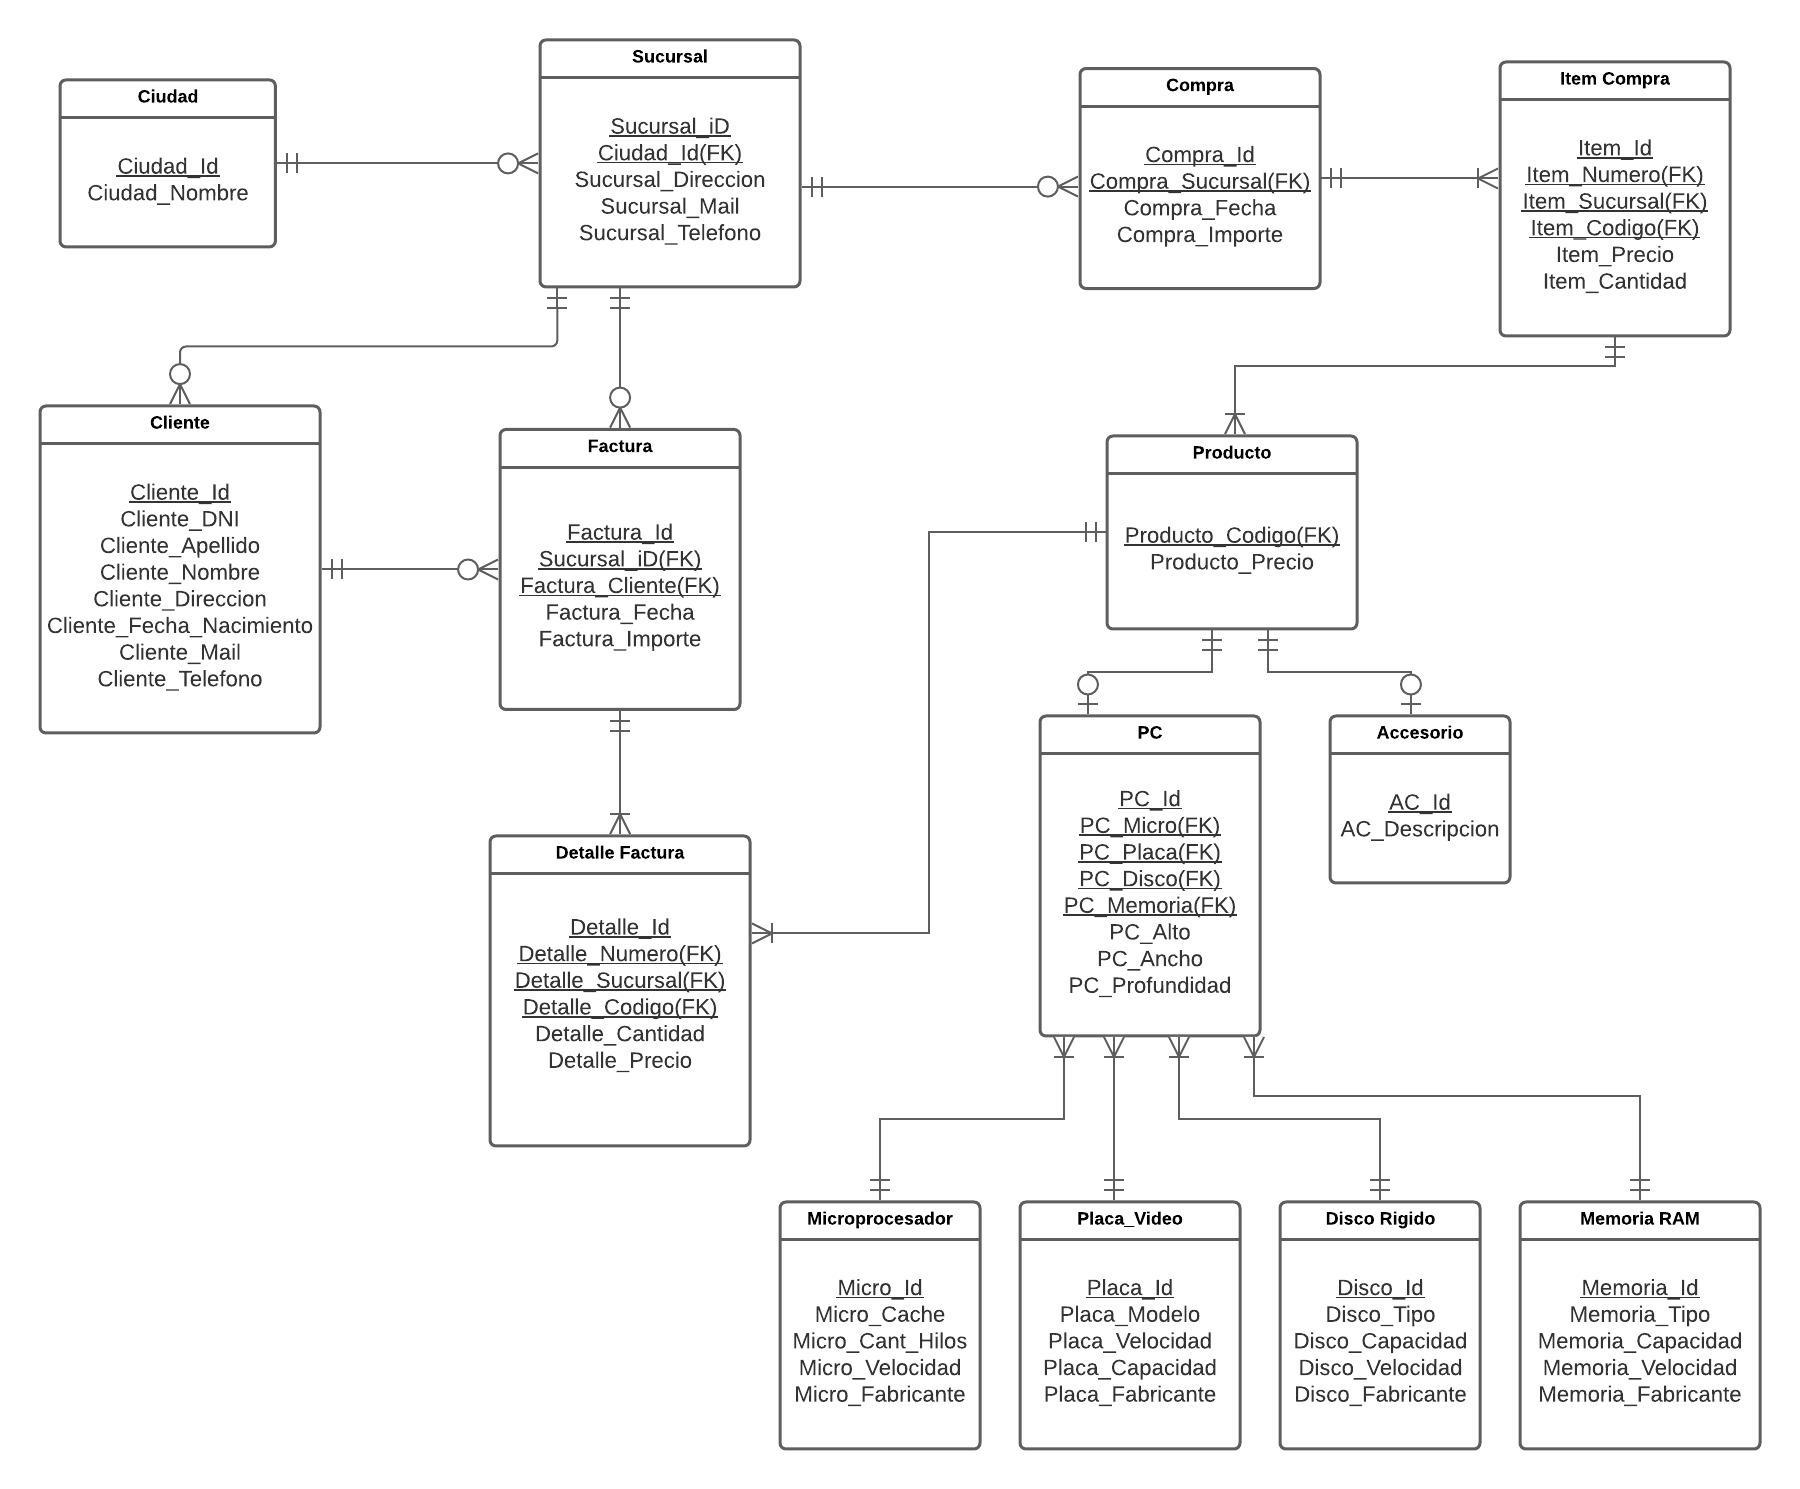 Ciudad
Ciudad_Id
Ciudad_Nombre
Sucursal
Sucursal_iD
Ciudad_Id(FK)
Sucursal_Direccion
Sucursal_Mail
Sucursal_Telefono
Compra
Compra_Id
Compra_Sucursal(FK)
Compra_Fecha
Compra_Importe
Item Compra
Item_Id
Item_Numero(FK)
Item_Sucursal(FK)
Item_Codigo(FK)
Item_Precio
Item_Cantidad
Cliente
Cliente_Id
Cliente_DNI
Cliente_Apellido
Cliente_Nombre
Cliente_Direccion
Cliente_Fecha_Nacimiento
Cliente_Mail
Cliente_Telefono
Factura
Factura_Id
Sucursal_iD(FK)
Factura_Cliente(FK)
Factura_Fecha
Factura_Importe
Producto
Producto_Codigo(FK)
Producto_Precio
PC
PC_Id
PC_Micro(FK)
PC_Placa(FK)
PC_Disco(FK)
PC_Memoria(FK)
PC_Alto
PC_Ancho
PC_Profundidad
Accesorio
AC_Id
AC_Descripcion
Detalle Factura
Detalle_Id
Detalle_Numero(FK)
Detalle_Sucursal(FK)
Detalle_Codigo(FK)
Detalle_Cantidad
Detalle_Precio
Microprocesador
Micro_Id
Micro_Cache
Micro_Cant_Hilos
Micro_Velocidad
Micro_Fabricante
Placa_Video
Placa_Id
Placa_Modelo
Placa_Velocidad
Placa_Capacidad
Placa_Fabricante
Disco Rigido
Disco_Id
Disco_Tipo
Disco_Capacidad
Disco_Velocidad
Disco_Fabricante
Memoria RAM
Memoria_Id
Memoria_Tipo
Memoria_Capacidad
Memoria_Velocidad
Memoria_Fabricante